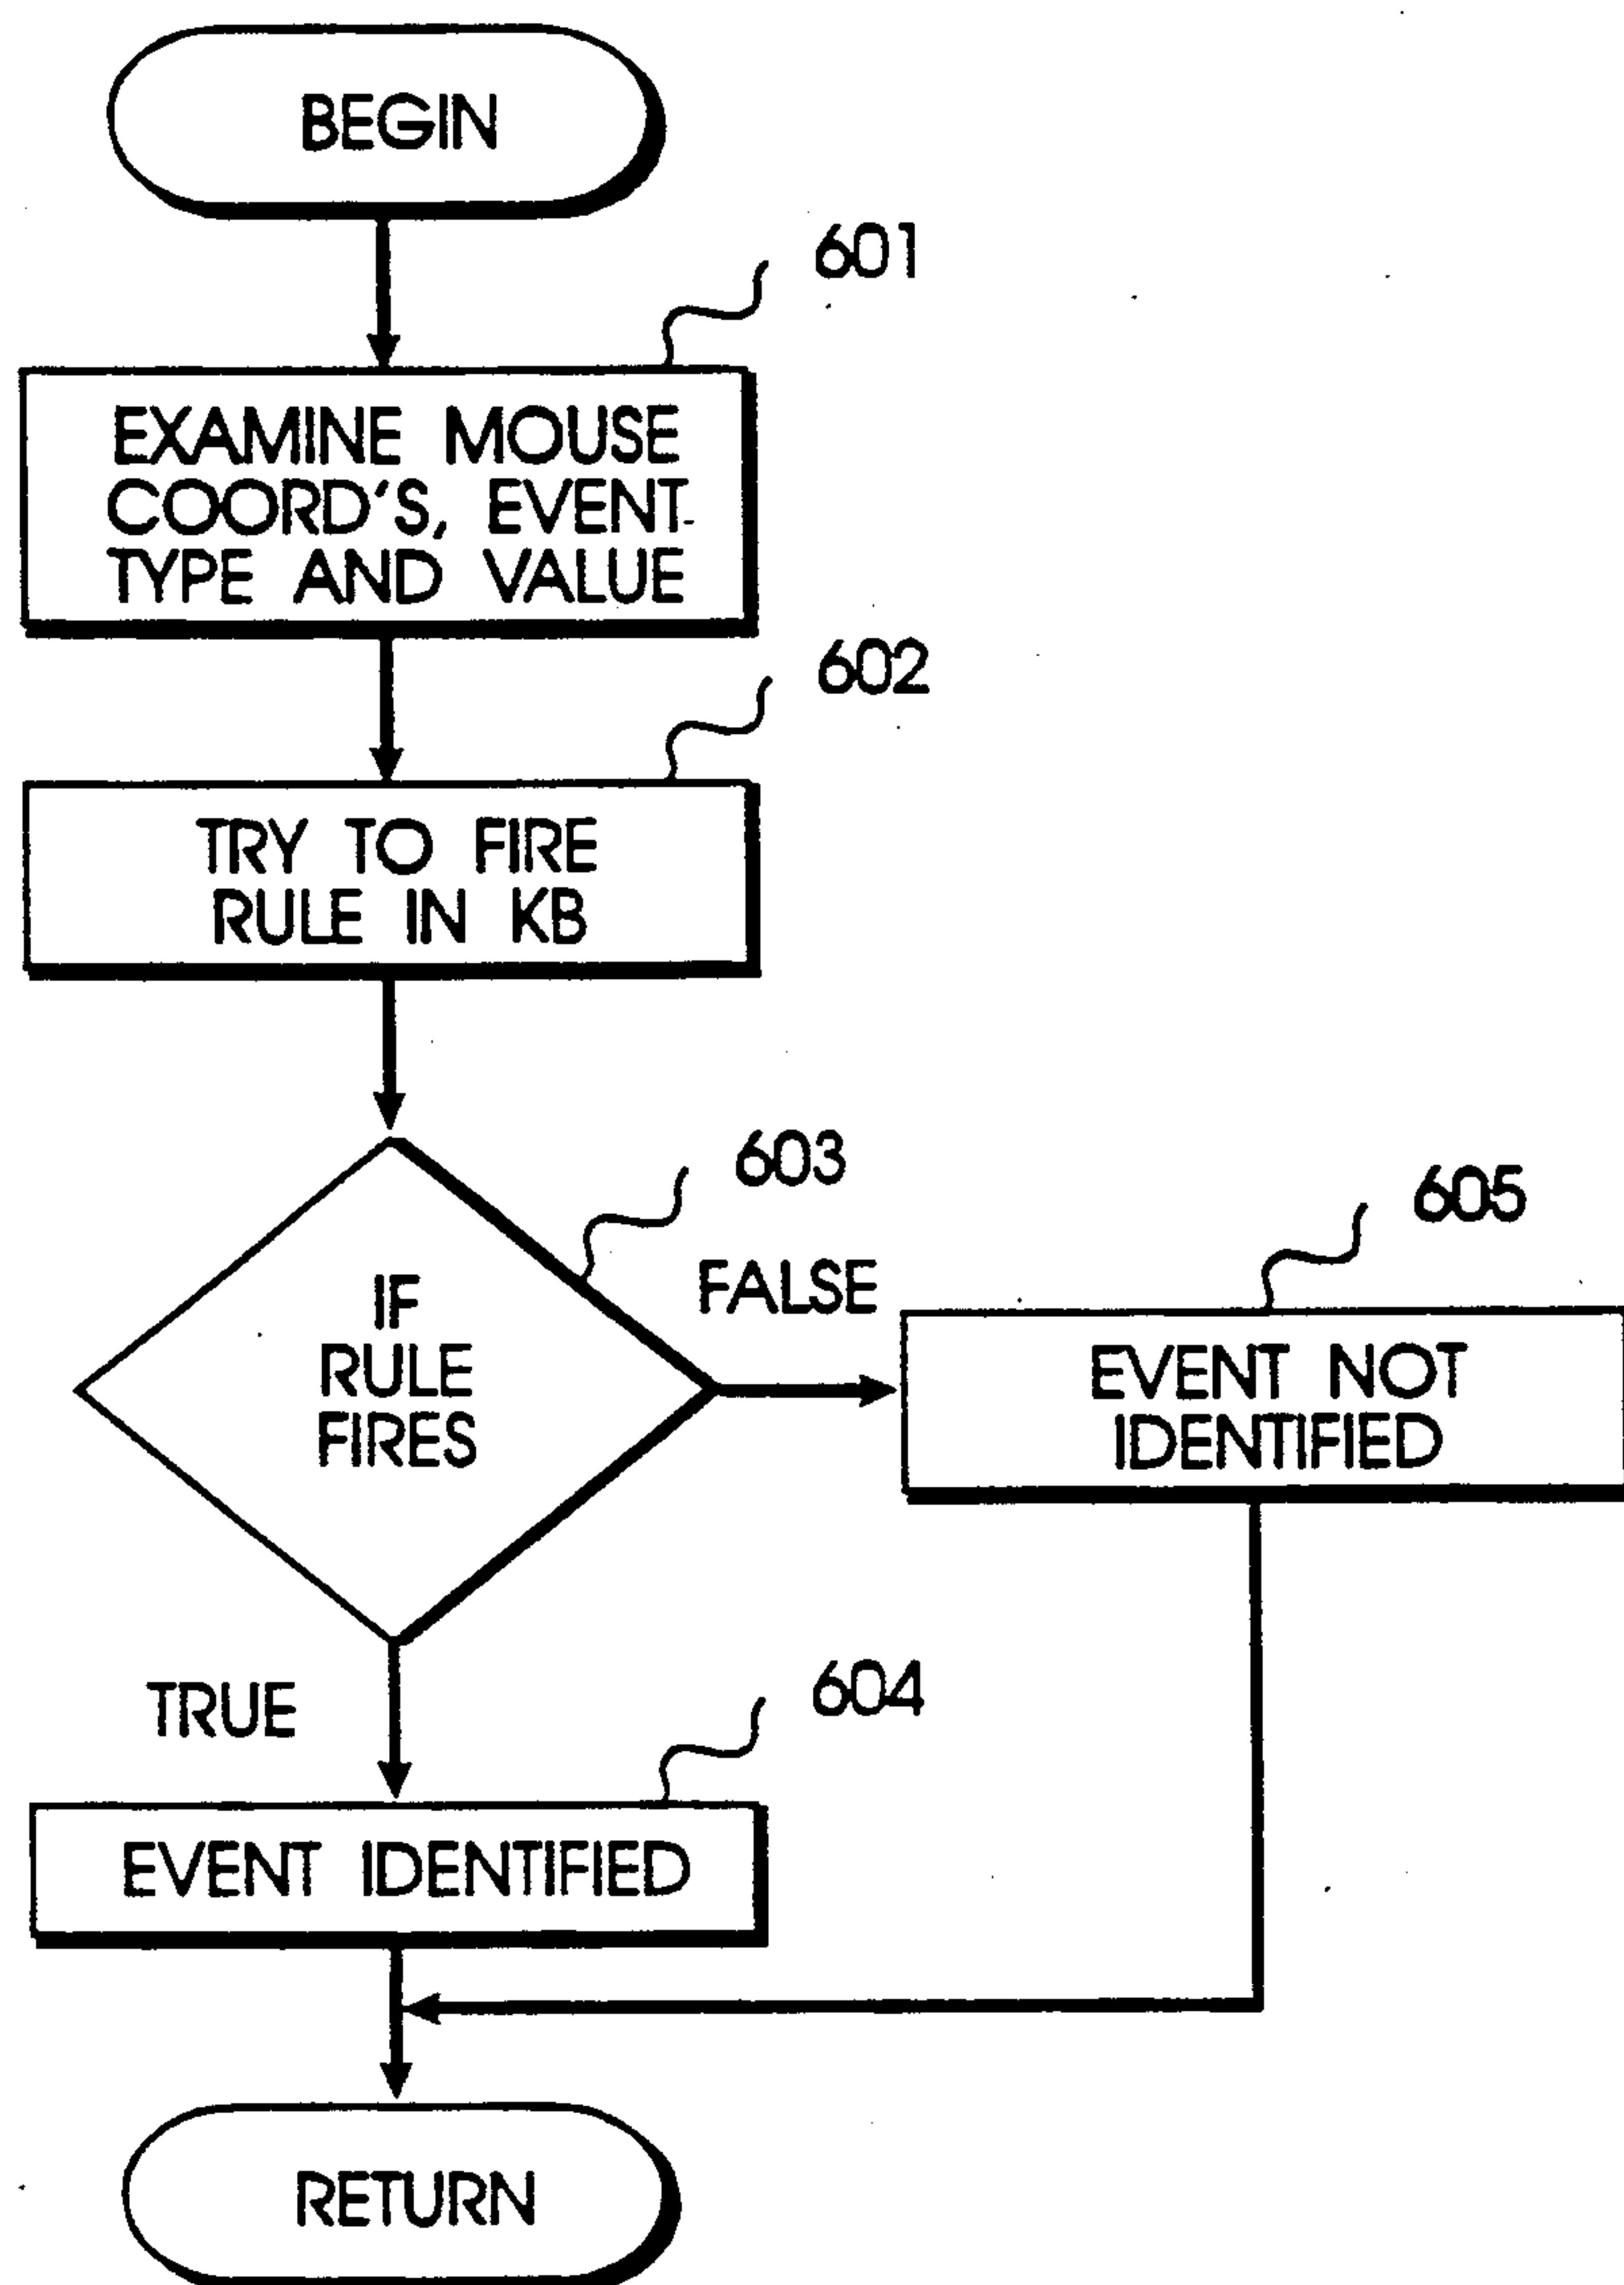 BEGIN
601
EXAMINE MOUSE
COORD'S, EVENT-
TYPE AND VALUE
602
TRY TO FIRE
RULE IN KB
603
IF
RULE
FIRES
FALSE
605
EVENT NOT
IDENTIFIED
TRUE
604
EVENT IDENTIFIED
RETURN